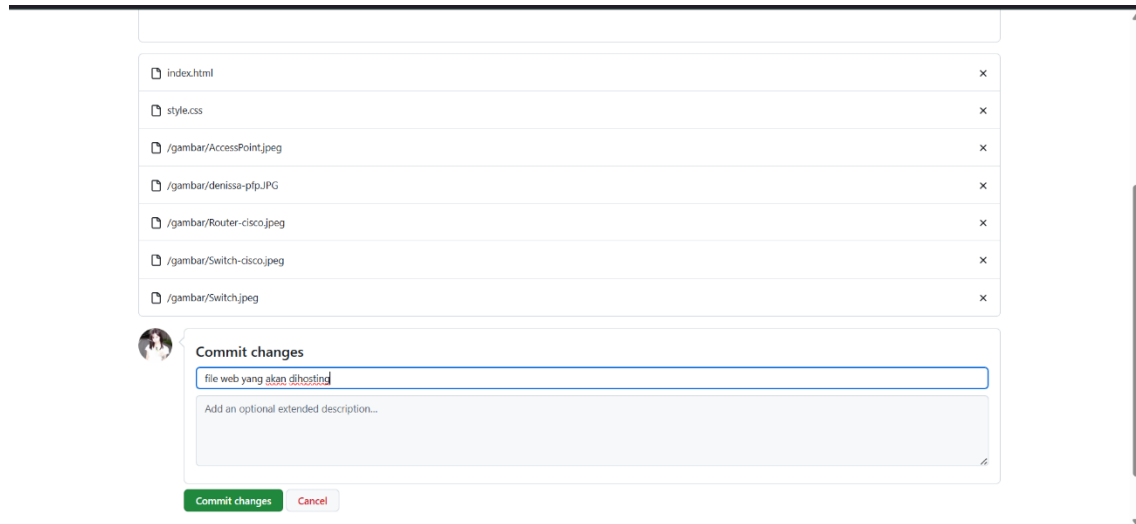 index.html
style.css
/gambar/AccessPoint.jpeg
/gambar/denissa-pfp.JPG
/gambar/Router-cisco.jpeg
/gambar/Switch-cisco.jpeg
/gambar/Switch.jpeg
Commit changes
file web yang akan dihosting
Add an optional extended description...
Commit changes Cancel